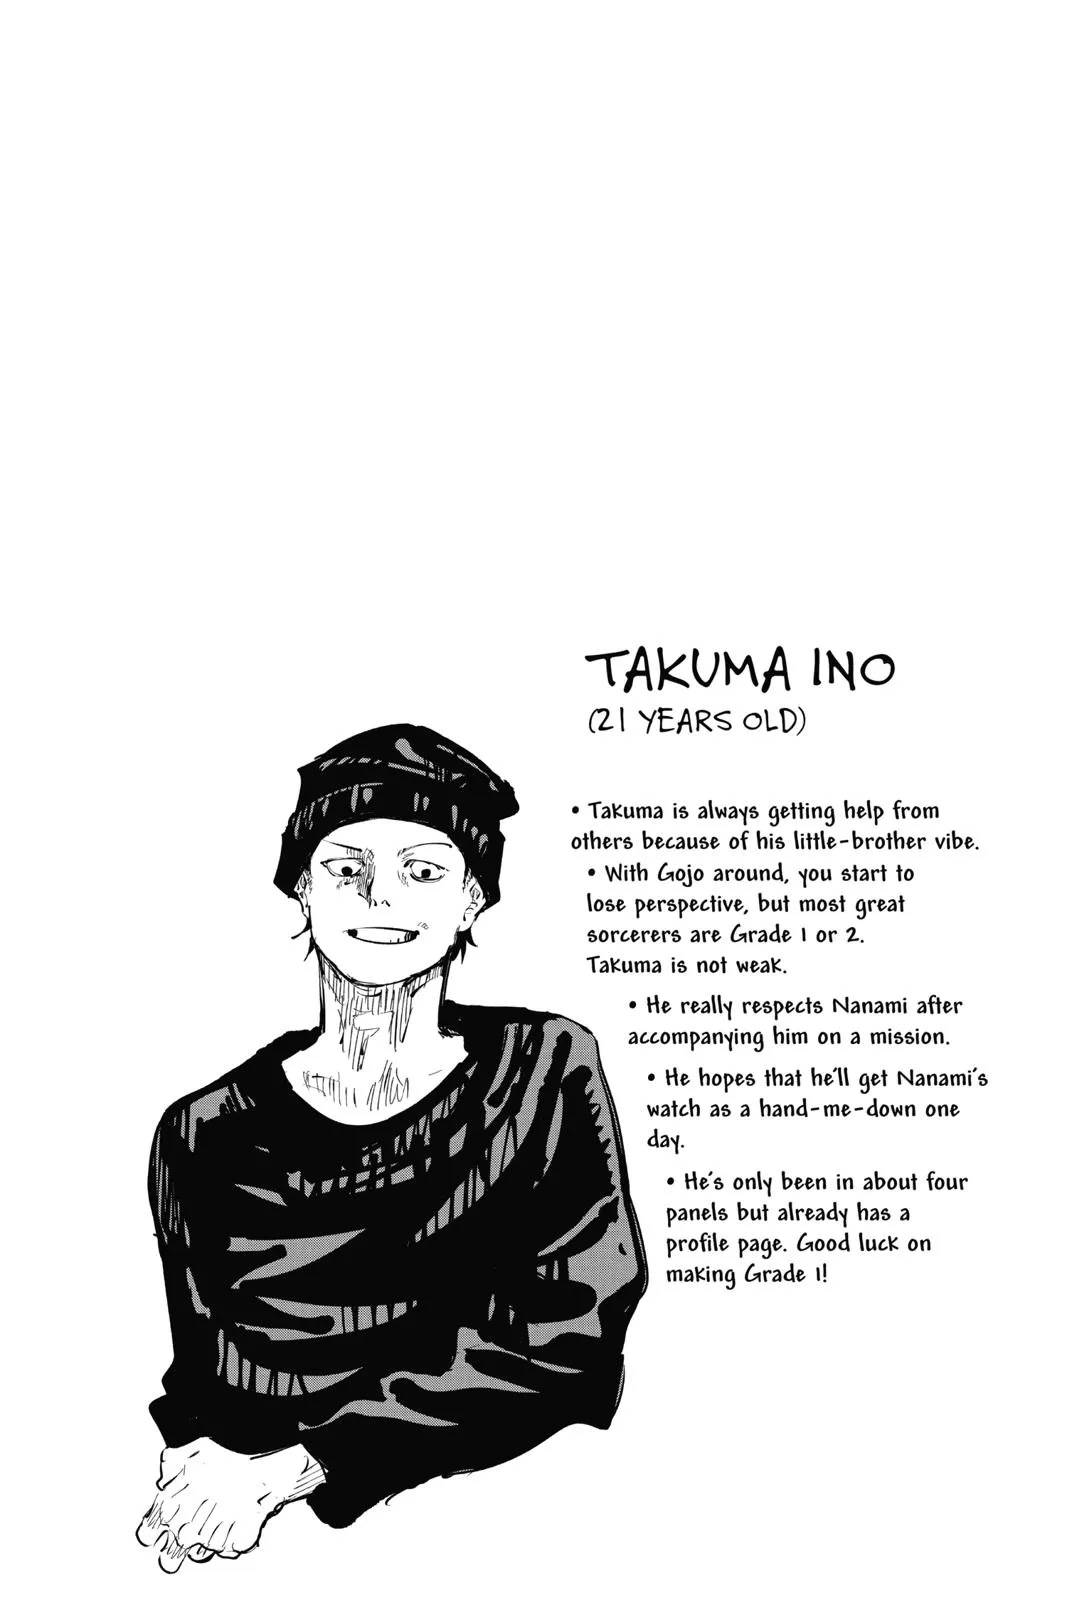 TAKUMA INO
(21 YEARS OLD)
• Takuma is always getting help from
others because of his little-brother vibe.
• With Gojo around, you start to
lose perspective, but most great
sorcerers are Grade 1 or 2.
Takuma is not weak.
• He really respects Nanami after
accompanying him on a mission.
• He hopes that he'll get Nanami's
watch as a hand-me-down one
day.
• He's only been in about four
panels but already has a
profile page. Good luck on
making Grade 1!